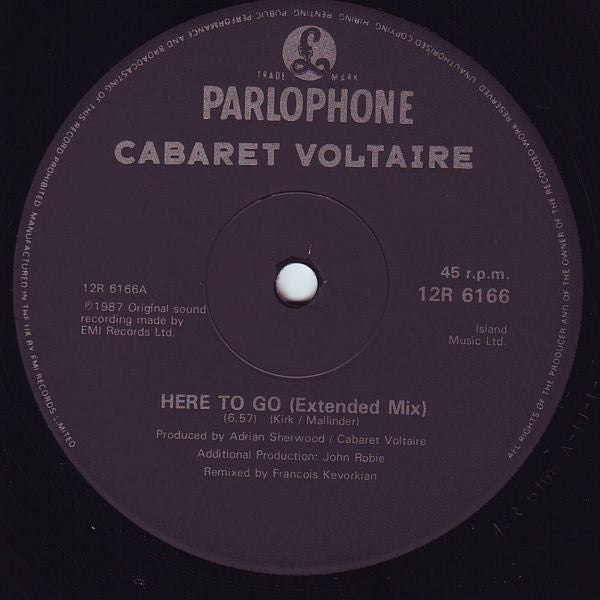 £
TRADE MARK
PARLOPHONE
CABARET VOLTAIRE
12R 6166A
℗1987 Original sound
recording made by
EMI Records Ltd.
45 r.p.m.
12R 6166
Island
Music Ltd.
HERE TO GO (Extended Mix)
(6.57) (Kirk / Mallinder)
Produced by Adrian Sherwood / Cabaret Voltaire
Additional Production: John Robie
Remixed by Francois Kevorkian
ALL RIGHTS OF THE PRODUCER AND OF THE OWNER OF THE RECORDED WORK RESERVED. UNAUTHORISED COPYING, HIRING, RENTING, PUBLIC PERFORMANCE AND BROADCASTING OF THIS RECORD PROHIBITED. MANUFACTURED IN THE UK BY EMI RECORDS LIMITED